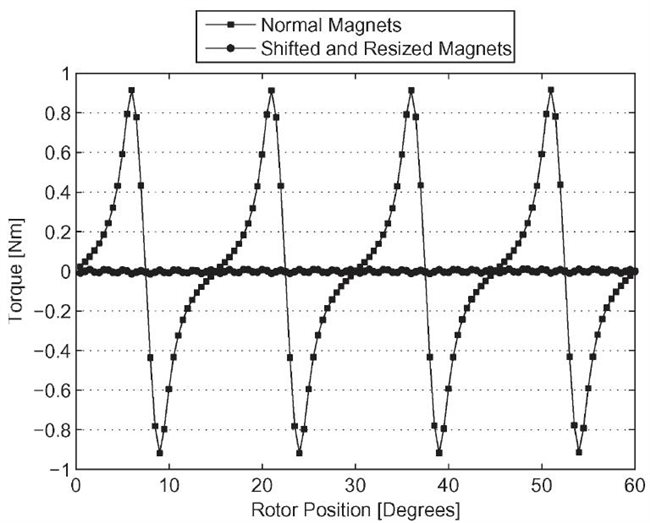 Normal Magnets
Shifted and Resized Magnets
1
0.8
0.6
0.4
0.2
0
−0.2
−0.4
−0.6
−0.8
−1
Torque [Nm]
0 10 20 30 40 50 60
Rotor Position [Degrees]